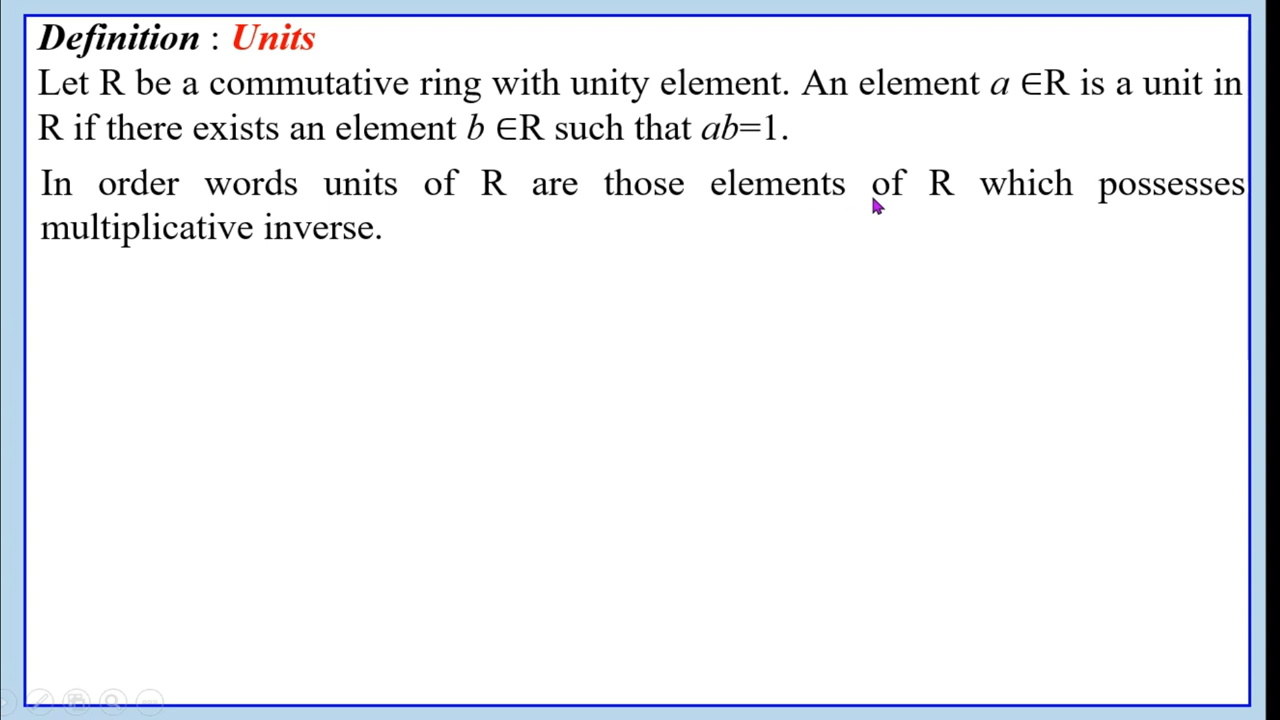 Definition : Units
Let R be a commutative ring with unity element. An element a ∈R is a unit in
R if there exists an element b ∈R such that ab=1.
In order words units of R are those elements of R which possesses
multiplicative inverse.